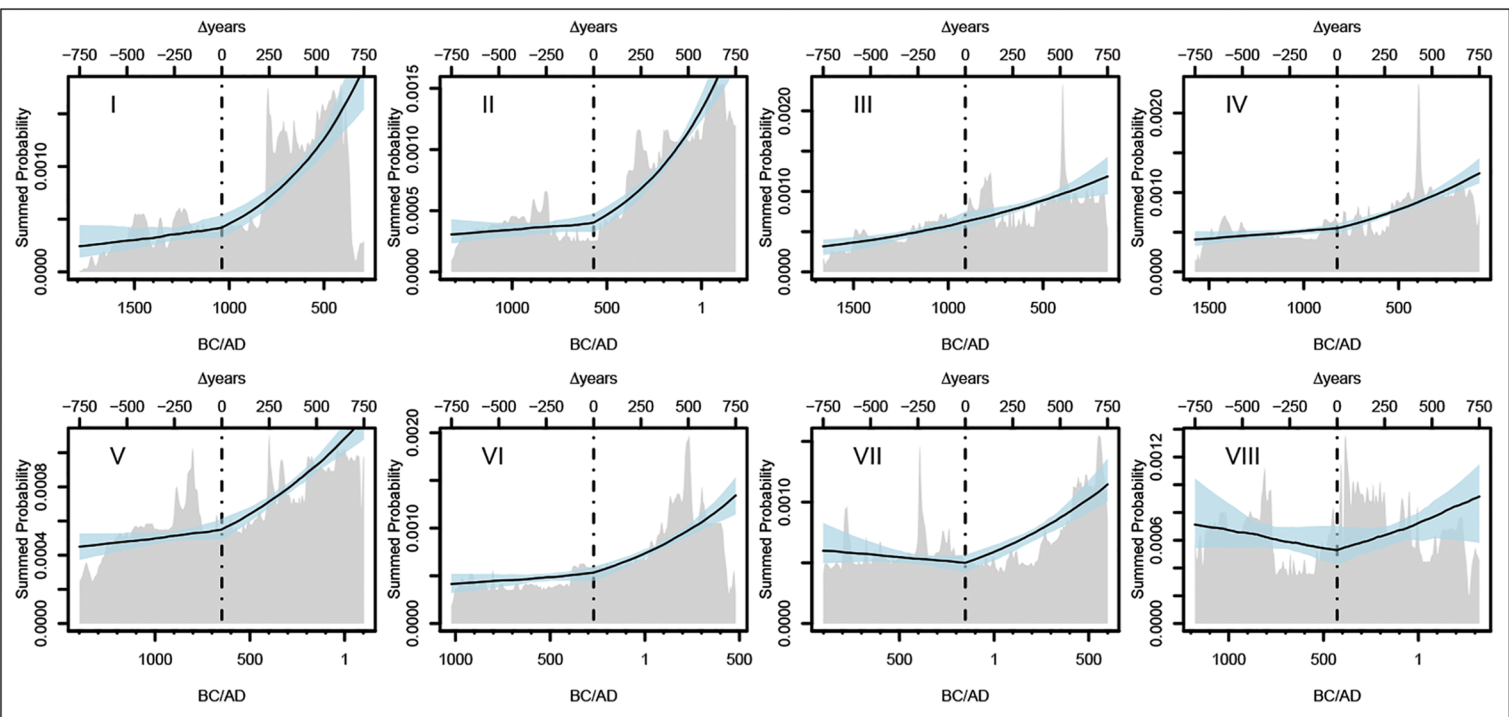 Δyears Δyears Δyears Δyears
−750 −500 −250 0 250 500 750 −750 −500 −250 0 250 500 750 −750 −500 −250 0 250 500 750 −750 −500 −250 0 250 500 750
I II III IV
Summed Probability Summed Probability Summed Probability Summed Probability
0.0000 0.0010 0.0000 0.0005 0.0010 0.0015 0.0000 0.0010 0.0020 0.0000 0.0010 0.0020
1500 1000 500 1000 500 1 1500 1000 500 1500 1000 500
BC/AD BC/AD BC/AD BC/AD
Δyears Δyears Δyears Δyears
−750 −500 −250 0 250 500 750 −750 −500 −250 0 250 500 750 −750 −500 −250 0 250 500 750 −750 −500 −250 0 250 500 750
V VI VII VIII
Summed Probability Summed Probability Summed Probability Summed Probability
0.0000 0.0004 0.0008 0.0000 0.0010 0.0020 0.0000 0.0010 0.0000 0.0006 0.0012
1000 500 1 1000 500 1 500 500 1 500 1000 500 1
BC/AD BC/AD BC/AD BC/AD